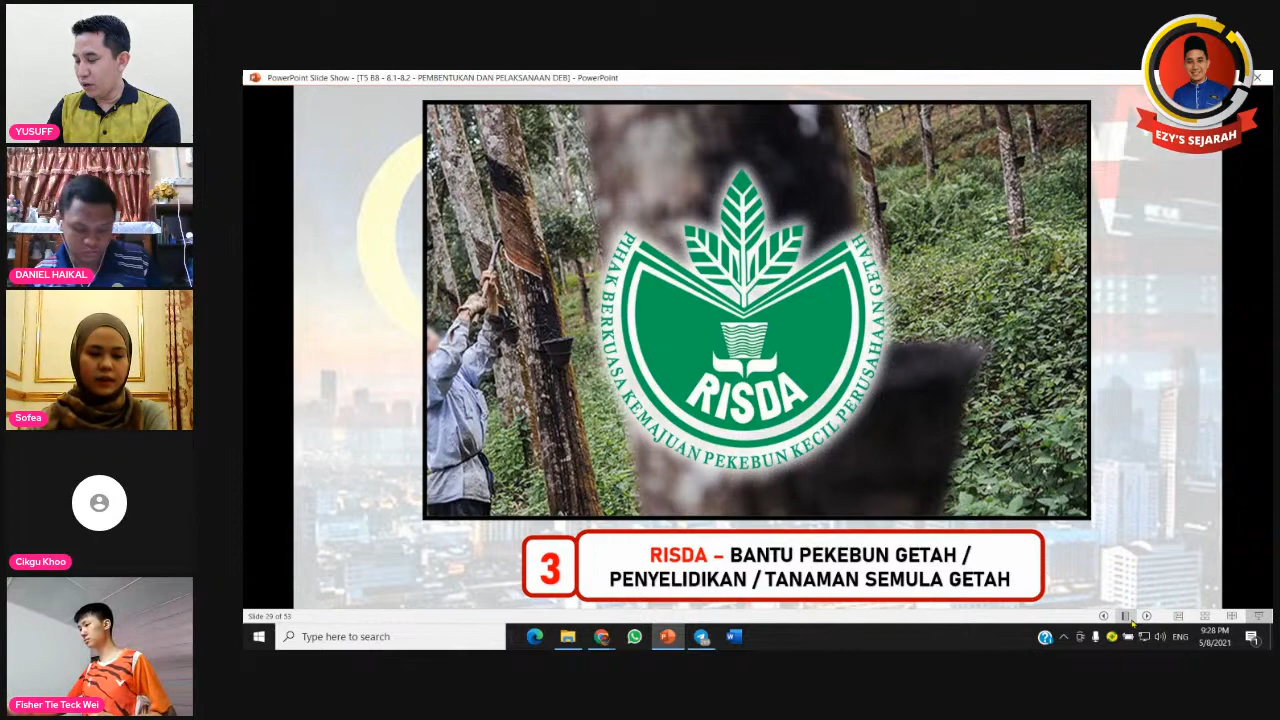 PowerPoint Slide Show - [T5 B8 - 8.1-8.2 - PEMBENTUKAN DAN PELAKSANAAN DEB] - PowerPoint
EZY'S SEJARAH
YUSUFF
DANIEL HAIKAL
Sofea
Cikgu Khoo
Fisher Tie Teck Wei
PIHAK BERKUASA KEMAJUAN PEKEBUN KECIL PERUSAHAAN GETAH
RISDA
3
RISDA – BANTU PEKEBUN GETAH /
PENYELIDIKAN / TANAMAN SEMULA GETAH
Slide 29 of 53
Type here to search
ENG
9:28 PM
5/8/2021